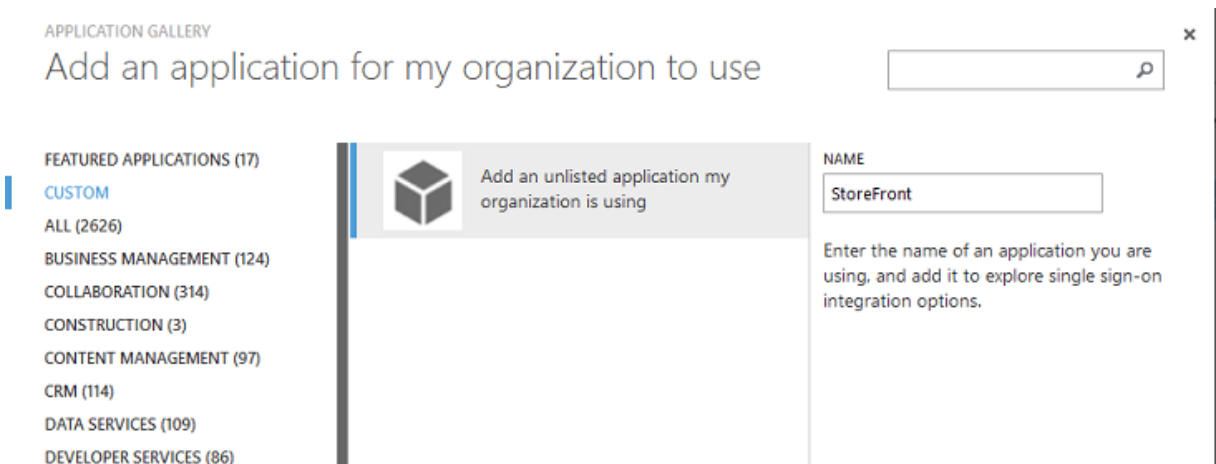 APPLICATION GALLERY
Add an application for my organization to use
FEATURED APPLICATIONS (17)
CUSTOM
ALL (2626)
BUSINESS MANAGEMENT (124)
COLLABORATION (314)
CONSTRUCTION (3)
CONTENT MANAGEMENT (97)
CRM (114)
DATA SERVICES (109)
DEVELOPER SERVICES (86)
Add an unlisted application my
organization is using
NAME
StoreFront
Enter the name of an application you are
using, and add it to explore single sign-on
integration options.